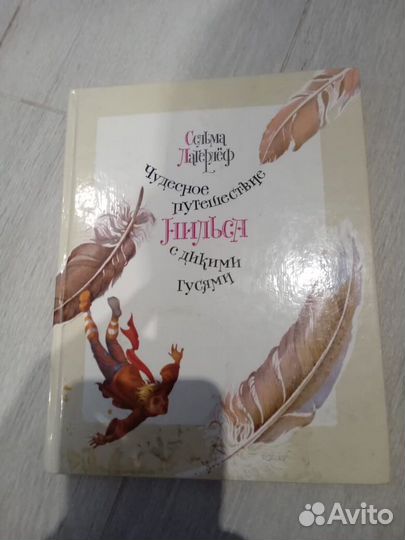 Сельма
Лагерлёф
Чудесное
путешествие
Нильса
с дикими
гусями
Avito